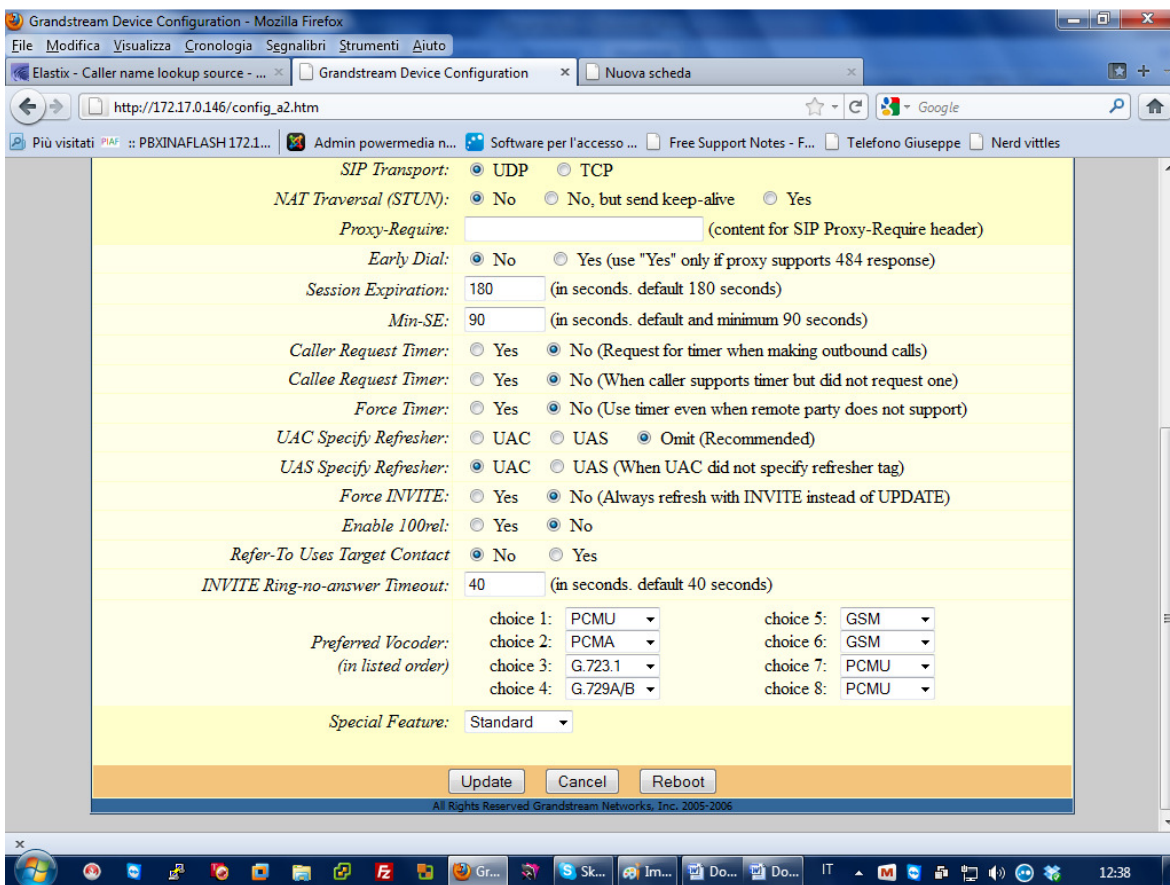 Grandstream Device Configuration - Mozilla Firefox
File Modifica Visualizza Cronologia Segnalibri Strumenti Aiuto
Elastix - Caller name lookup source - ... Grandstream Device Configuration Nuova scheda
http://172.17.0.146/config_a2.htm Google
Più visitati PIAF :: PBXINAFLASH 172.1... Admin powermedia n... Software per l'accesso ... Free Support Notes - F... Telefono Giuseppe Nerd vittles
SIP Transport: UDP TCP
NAT Traversal (STUN): No No, but send keep-alive Yes
Proxy-Require: (content for SIP Proxy-Require header)
Early Dial: No Yes (use "Yes" only if proxy supports 484 response)
Session Expiration: 180 (in seconds. default 180 seconds)
Min-SE: 90 (in seconds. default and minimum 90 seconds)
Caller Request Timer: Yes No (Request for timer when making outbound calls)
Callee Request Timer: Yes No (When caller supports timer but did not request one)
Force Timer: Yes No (Use timer even when remote party does not support)
UAC Specify Refresher: UAC UAS Omit (Recommended)
UAS Specify Refresher: UAC UAS (When UAC did not specify refresher tag)
Force INVITE: Yes No (Always refresh with INVITE instead of UPDATE)
Enable 100rel: Yes No
Refer-To Uses Target Contact No Yes
INVITE Ring-no-answer Timeout: 40 (in seconds. default 40 seconds)
Preferred Vocoder:
(in listed order)
choice 1: PCMU choice 5: GSM
choice 2: PCMA choice 6: GSM
choice 3: G.723.1 choice 7: PCMU
choice 4: G.729A/B choice 8: PCMU
Special Feature: Standard
Update Cancel Reboot
All Rights Reserved Grandstream Networks, Inc. 2005-2006
Gr... Sk... Im... Do... Do... IT 12:38